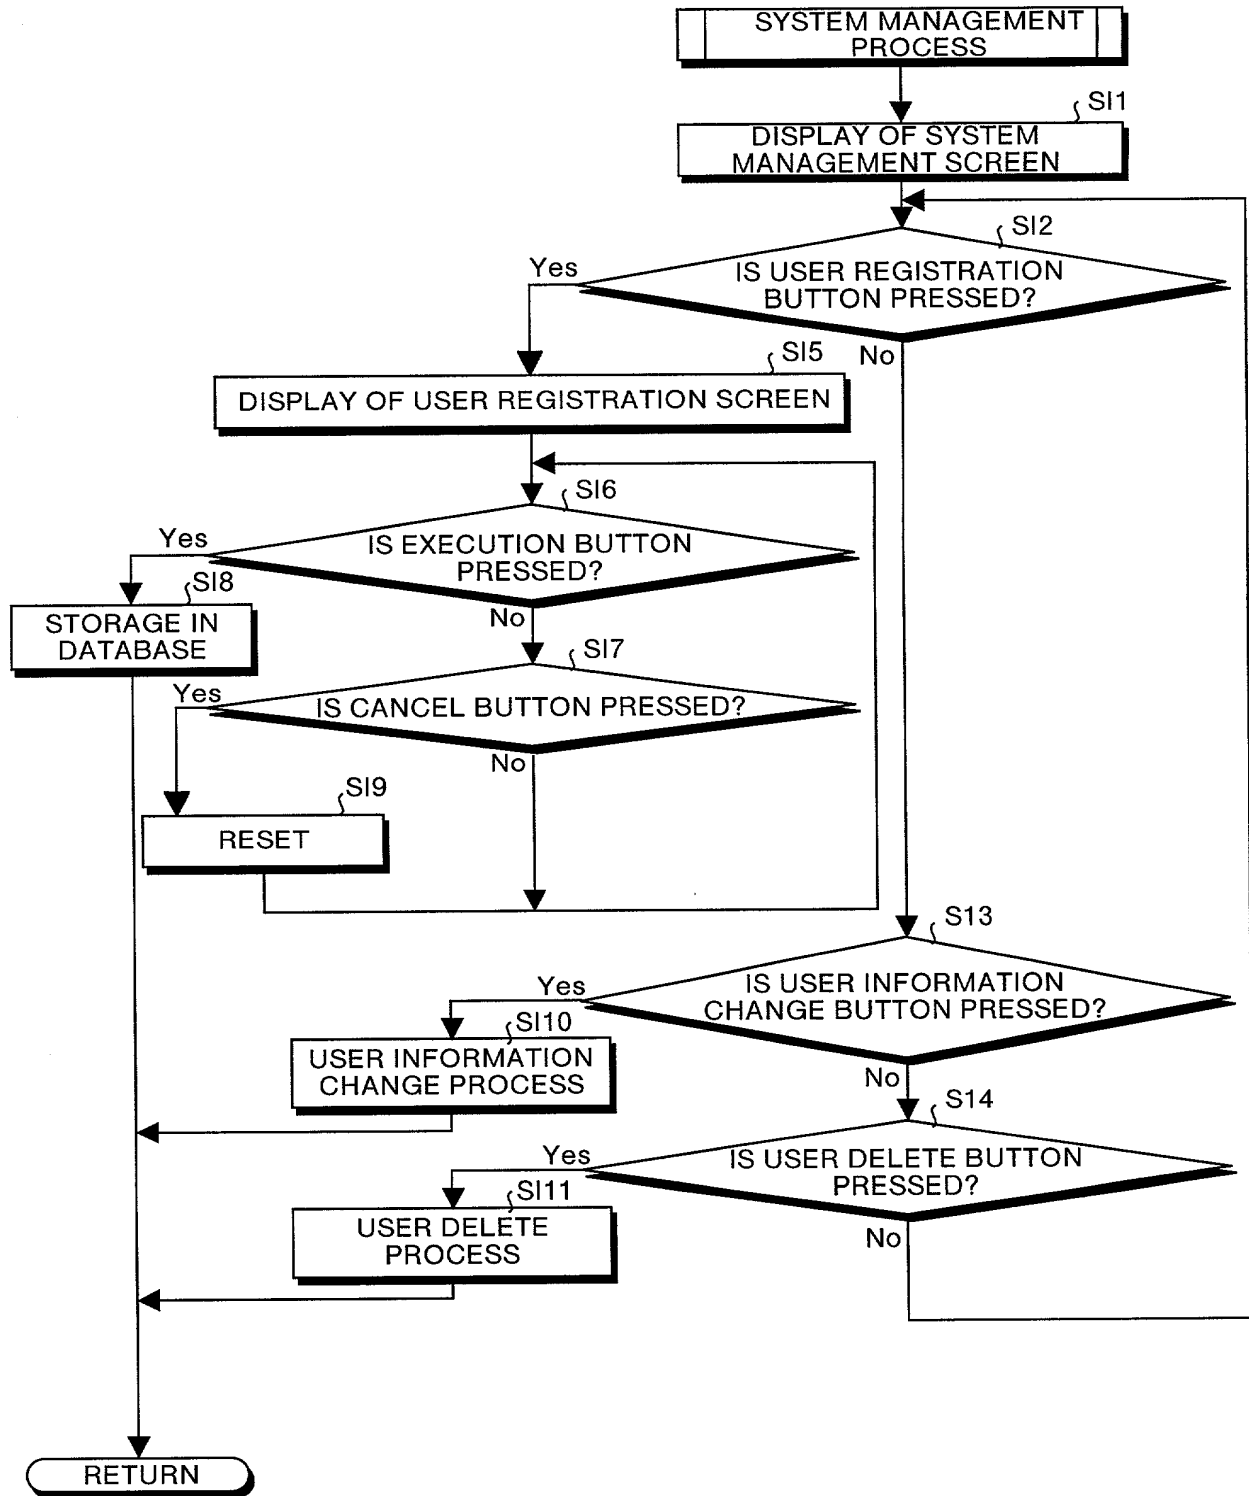 SYSTEM MANAGEMENT
PROCESS
SI1
DISPLAY OF SYSTEM
MANAGEMENT SCREEN
SI2
IS USER REGISTRATION
BUTTON PRESSED?
Yes
No
SI5
DISPLAY OF USER REGISTRATION SCREEN
SI6
IS EXECUTION BUTTON
PRESSED?
Yes
No
SI8
STORAGE IN
DATABASE
SI7
IS CANCEL BUTTON PRESSED?
Yes
No
SI9
RESET
S13
IS USER INFORMATION
CHANGE BUTTON PRESSED?
Yes
No
SI10
USER INFORMATION
CHANGE PROCESS
S14
IS USER DELETE BUTTON
PRESSED?
Yes
No
SI11
USER DELETE
PROCESS
RETURN